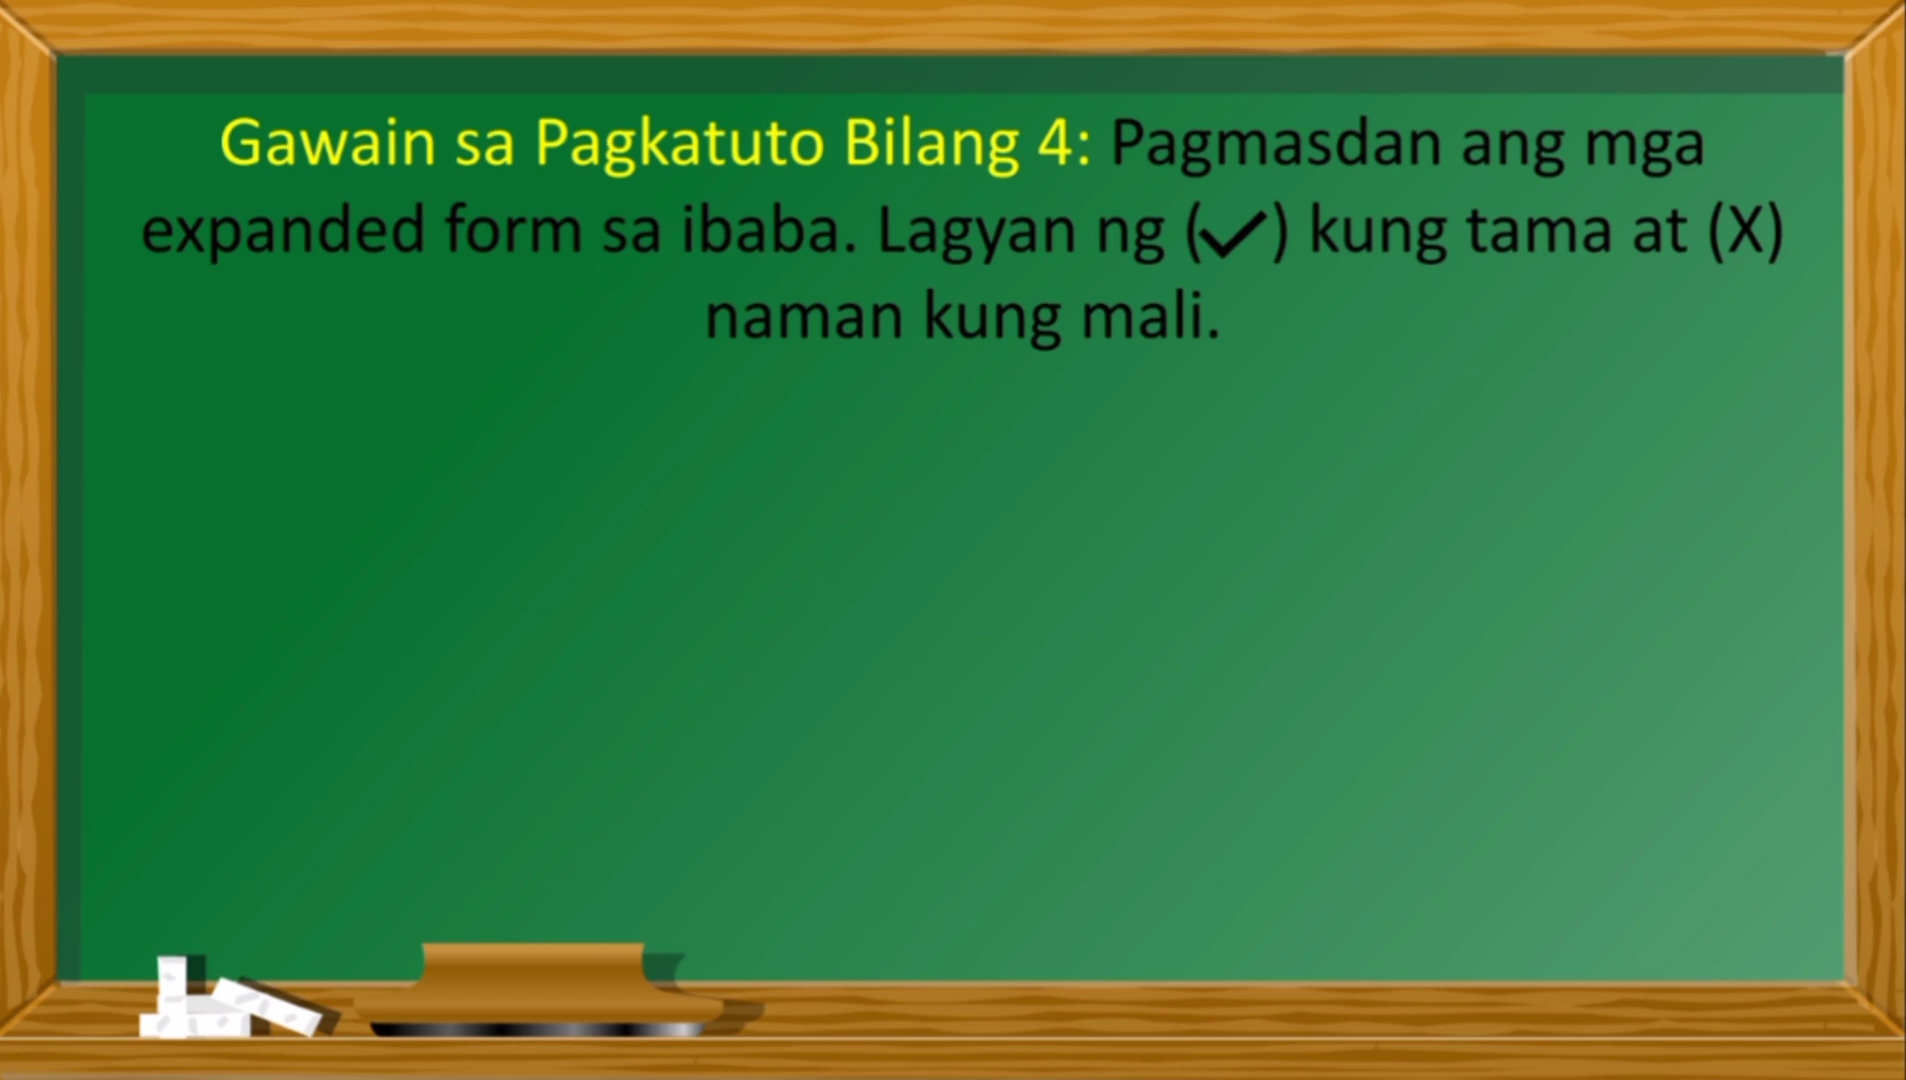 Gawain sa Pagkatuto Bilang 4: Pagmasdan ang mga
expanded form sa ibaba. Lagyan ng (✓) kung tama at (X)
naman kung mali.